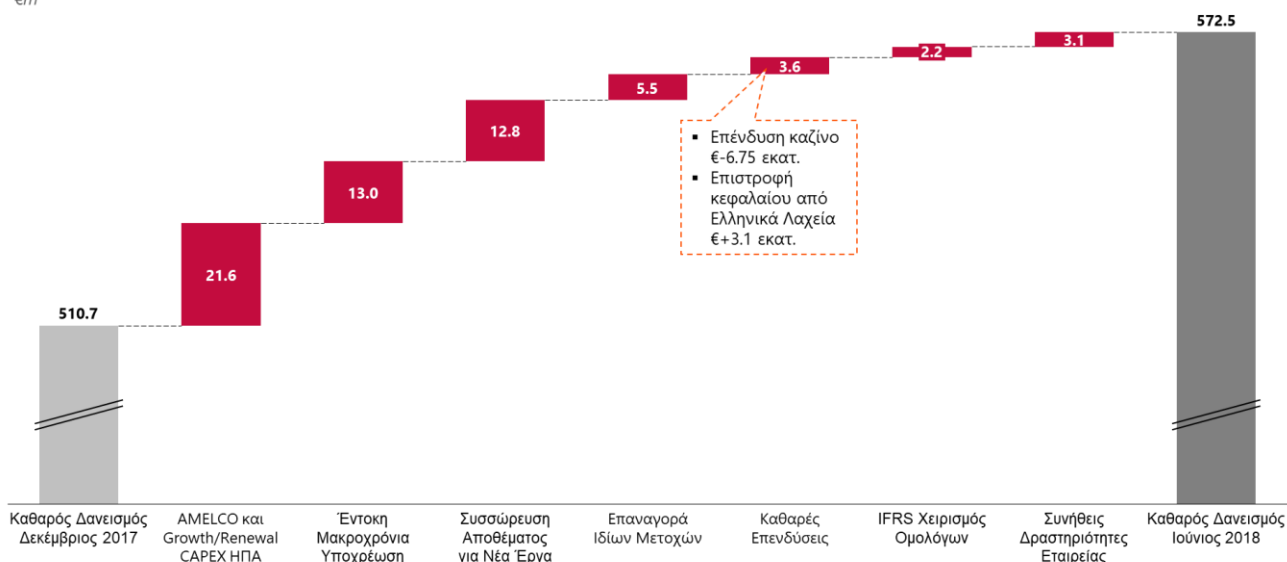 €m
572.5
3.1
2.2
3.6
5.5
12.8
13.0
21.6
510.7
▪ Επένδυση καζίνο
€-6.75 εκατ.
▪ Επιστροφή
κεφαλαίου από
Ελληνικά Λαχεία
€+3.1 εκατ.
Καθαρός Δανεισμός
Δεκέμβριος 2017
AMELCO και
Growth/Renewal
CAPEX ΗΠΑ
Έντοκη
Μακροχρόνια
Υποχρέωση
Συσσώρευση
Αποθέματος
για Νέα Έργα
Επαναγορά
Ιδίων Μετοχών
Καθαρές
Επενδύσεις
IFRS Χειρισμός
Ομολόγων
Συνήθεις
Δραστηριότητες
Εταιρείας
Καθαρός Δανεισμός
Ιούνιος 2018